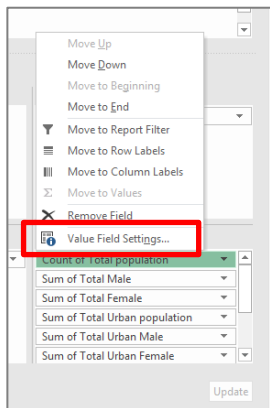 Move Up
Move Down
Move to Beginning
Move to End
Move to Report Filter
Move to Row Labels
Move to Column Labels
Σ Move to Values
Remove Field
Value Field Settings...
Count of Total population
Sum of Total Male
Sum of Total Female
Sum of Total Urban population
Sum of Total Urban Male
Sum of Total Urban Female
Update